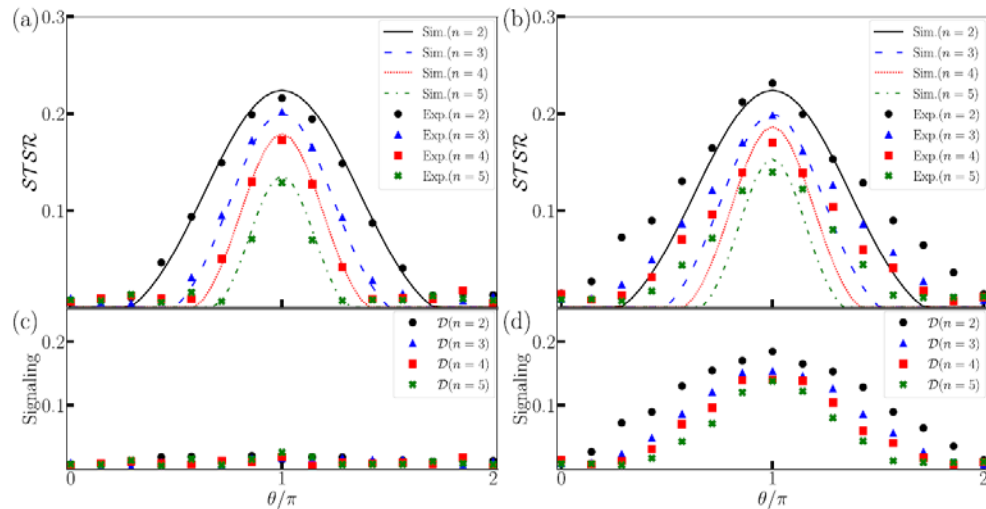 (a)
0.3
0.2
0.1
STSR
Sim.(n = 2)
Sim.(n = 3)
Sim.(n = 4)
Sim.(n = 5)
Exp.(n = 2)
Exp.(n = 3)
Exp.(n = 4)
Exp.(n = 5)
(b)
0.3
0.2
0.1
STSR
Sim.(n = 2)
Sim.(n = 3)
Sim.(n = 4)
Sim.(n = 5)
Exp.(n = 2)
Exp.(n = 3)
Exp.(n = 4)
Exp.(n = 5)
(c)
0.2
0.1
Signaling
D(n = 2)
D(n = 3)
D(n = 4)
D(n = 5)
0 1 2
θ/π
(d)
0.2
0.1
Signaling
D(n = 2)
D(n = 3)
D(n = 4)
D(n = 5)
0 1 2
θ/π